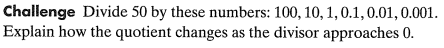 Challenge Divide 50 by these numbers: 100, 10, 1, 0.1, 0.01, 0.001.
Explain how the quotient changes as the divisor approaches 0.